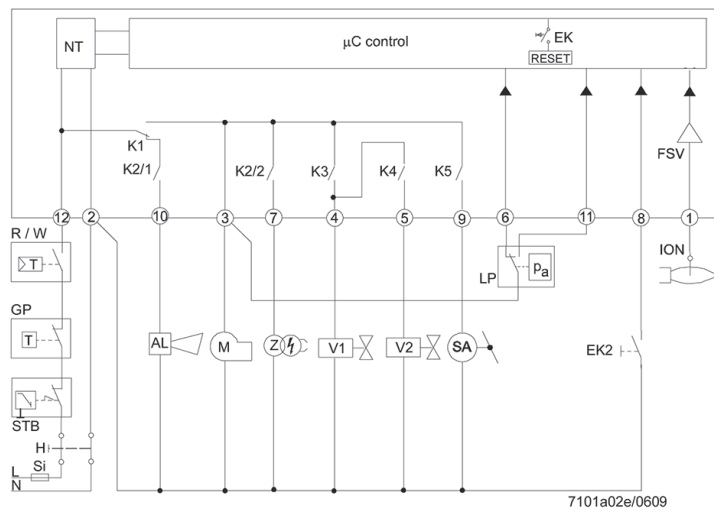 NT
µC control
EK
RESET
FSV
K1
K2/1
K2/2
K3
K4
K5
12
2
10
3
7
4
5
9
6
11
8
1
R / W
T
GP
T
STB
H
Si
L
N
AL
M
Z
V1
V2
SA
LP
pa
ION
EK2
7101a02e/0609